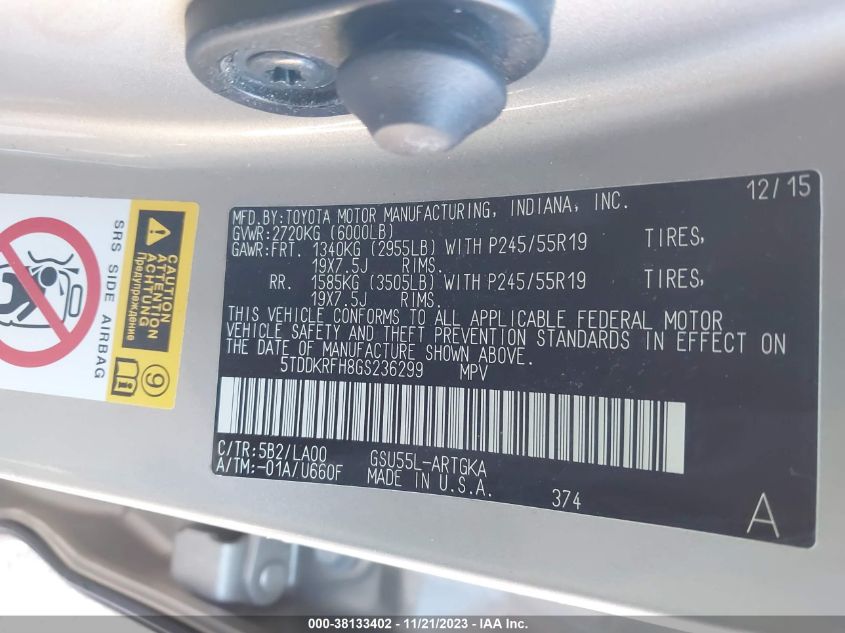 SRS SIDE AIRBAG
CAUTION
ATTENTION
ACHTUNG
Предупреждение
9
12/15
MFD.BY:TOYOTA MOTOR MANUFACTURING, INDIANA, INC.
GVWR:2720KG (6000LB)
GAWR:FRT. 1340KG (2955LB) WITH P245/55R19 TIRES,
19X7.5J RIMS.
RR. 1585KG (3505LB) WITH P245/55R19 TIRES,
19X7.5J RIMS.
THIS VEHICLE CONFORMS TO ALL APPLICABLE FEDERAL MOTOR
VEHICLE SAFETY AND THEFT PREVENTION STANDARDS IN EFFECT ON
THE DATE OF MANUFACTURE SHOWN ABOVE.
5TDDKRFH8GS236299 MPV
C/TR:5B2/LA00 GSU55L-ARTGKA
A/TM:-01A/U660F MADE IN U.S.A.
374
A
000-38133402 - 11/21/2023 - IAA Inc.